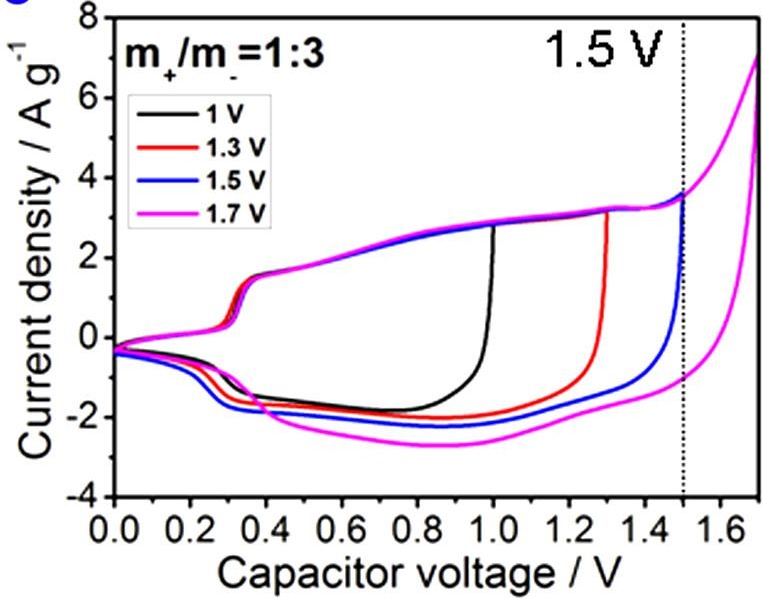 m+/m-=1:3
1.5 V
1 V
1.3 V
1.5 V
1.7 V
8
6
4
2
0
-2
-4
Current density / A g-1
0.0 0.2 0.4 0.6 0.8 1.0 1.2 1.4 1.6
Capacitor voltage / V